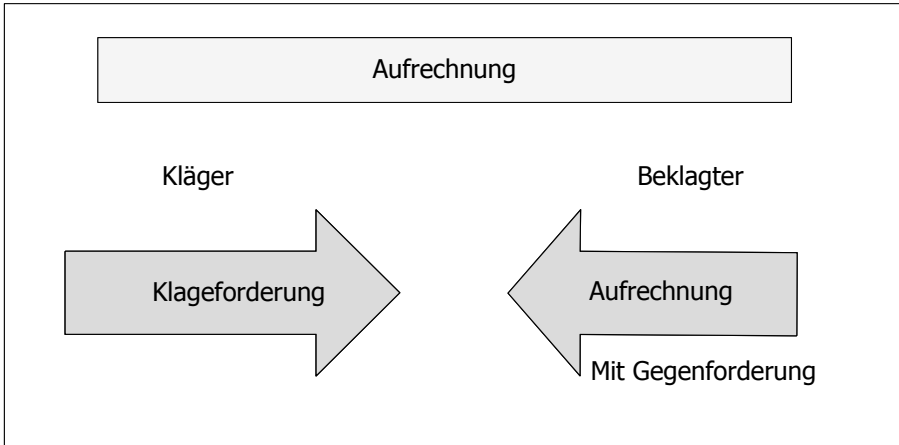 Aufrechnung
Kläger
Beklagter
Klageforderung
Aufrechnung
Mit Gegenforderung